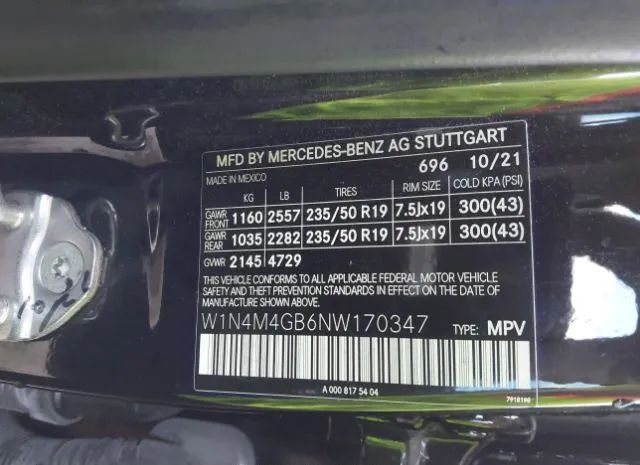 MFD BY MERCEDES-BENZ AG STUTTGART
MADE IN MEXICO 696 10/21
KG LB TIRES RIM SIZE COLD KPA(PSI)
GAWR FRONT 1160 2557 235/50 R19 7.5Jx19 300(43)
GAWR REAR 1035 2282 235/50 R19 7.5Jx19 300(43)
GVWR 2145 4729
THIS VEHICLE CONFORMS TO ALL APPLICABLE FEDERAL MOTOR VEHICLE
SAFETY AND THEFT PREVENTION STANDARDS IN EFFECT ON THE DATE OF
MANUFACTURE SHOWN ABOVE.
W1N4M4GB6NW170347 TYPE: MPV
A 000 817 54 04